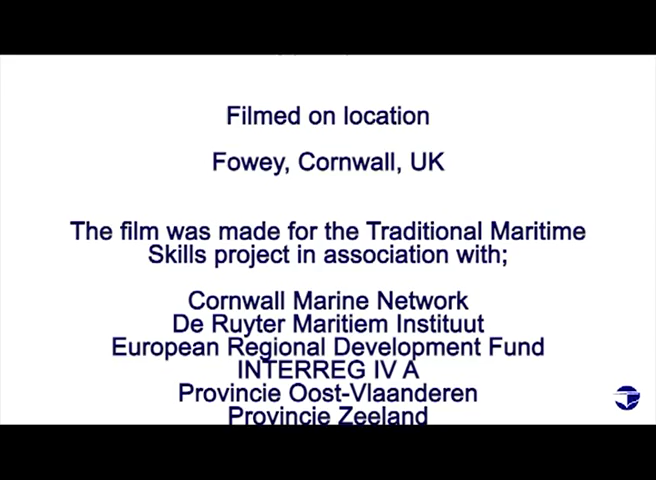 Filmed on location
Fowey, Cornwall, UK
The film was made for the Traditional Maritime
Skills project in association with;
Cornwall Marine Network
De Ruyter Maritiem Instituut
European Regional Development Fund
INTERREG IV A
Provincie Oost-Vlaanderen
Provincie Zeeland